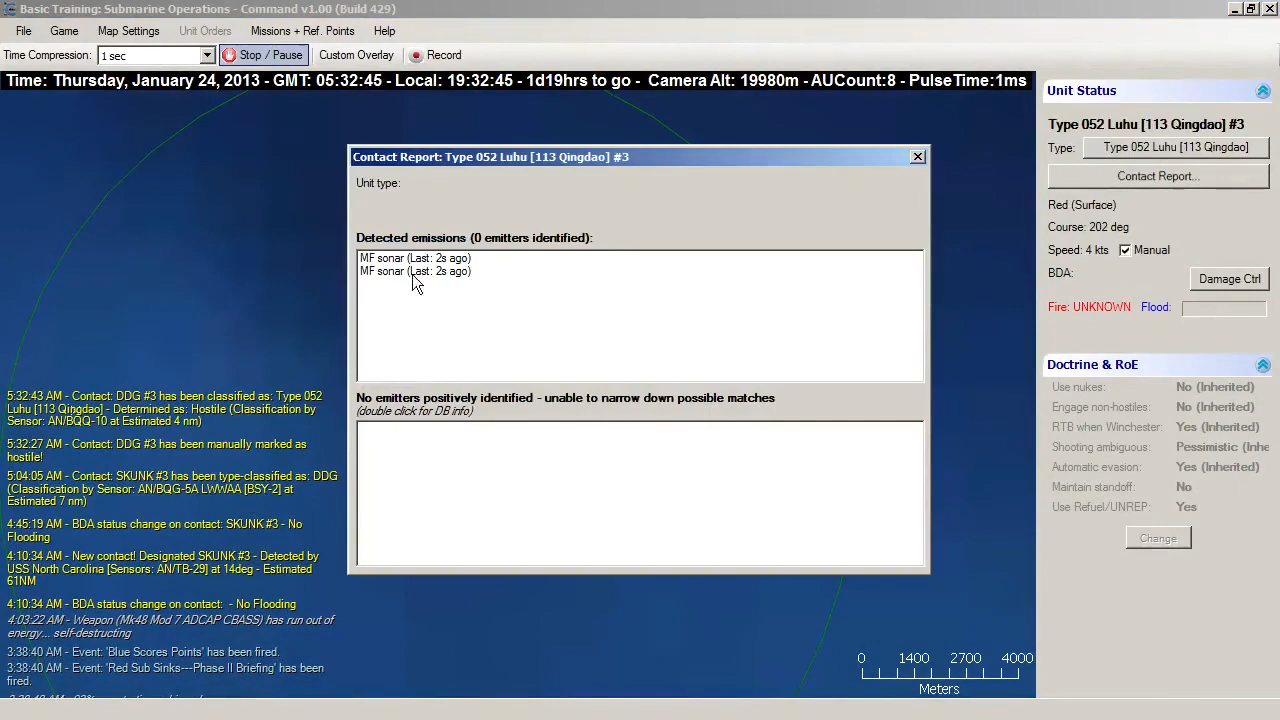 Basic Training: Submarine Operations - Command v1.00 (Build 429)
File Game Map Settings Unit Orders Missions + Ref. Points Help
Time Compression: 1 sec Stop / Pause Custom Overlay Record
Time: Thursday, January 24, 2013 - GMT: 05:32:45 - Local: 19:32:45 - 1d19hrs to go - Camera Alt: 19980m - AUCount:8 - PulseTime:1ms
Contact Report: Type 052 Luhu [113 Qingdao] #3
Unit type:
Detected emissions (0 emitters identified):
MF sonar (Last: 2s ago)
MF sonar (Last: 2s ago)
No emitters positively identified - unable to narrow down possible matches
(double click for DB info)
5:32:43 AM - Contact: DDG #3 has been classified as: Type 052
Luhu [113 Qingdao] - Determined as: Hostile (Classification by
Sensor: AN/BQQ-10 at Estimated 4 nm)
5:32:27 AM - Contact: DDG #3 has been manually marked as
hostile!
5:04:05 AM - Contact: SKUNK #3 has been type-classified as: DDG
(Classification by Sensor: AN/BQG-5A LWWAA [BSY-2] at
Estimated 7 nm)
4:45:19 AM - BDA status change on contact: SKUNK #3 - No
Flooding
4:10:34 AM - New contact! Designated SKUNK #3 - Detected by
USS North Carolina [Sensors: AN/TB-29] at 14deg - Estimated
61NM
4:10:34 AM - BDA status change on contact: - No Flooding
4:03:22 AM - Weapon (Mk48 Mod 7 ADCAP CBASS) has run out of
energy... self-destructing
3:38:40 AM - Event: 'Blue Scores Points' has been fired.
3:38:40 AM - Event: 'Red Sub Sinks---Phase II Briefing' has been
fired.
0 1400 2700 4000
Meters
Unit Status
Type 052 Luhu [113 Qingdao] #3
Type: Type 052 Luhu [113 Qingdao]
Contact Report...
Red (Surface)
Course: 202 deg
Speed: 4 kts Manual
BDA: Damage Ctrl
Fire: UNKNOWN Flood:
Doctrine & RoE
Use nukes: No (Inherited)
Engage non-hostiles: No (Inherited)
RTB when Winchester: Yes (Inherited)
Shooting ambiguous: Pessimistic (Inhe
Automatic evasion: Yes (Inherited)
Maintain standoff: No
Use Refuel/UNREP: Yes
Change